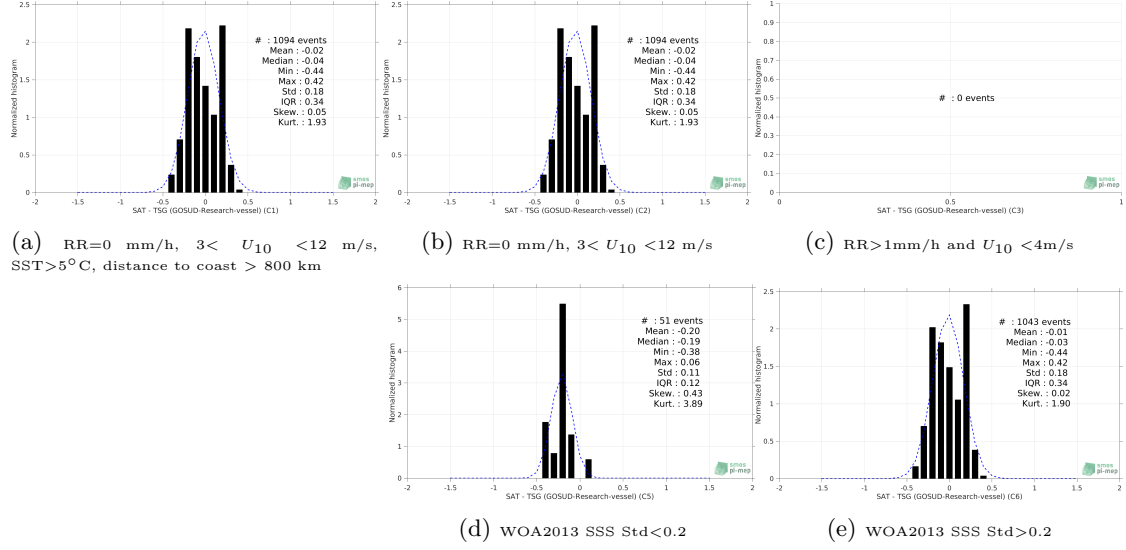 2.5
2
1.5
1
0.5
0
Normalized histogram
# : 1094 events
Mean : -0.02
Median : -0.04
Min : -0.44
Max : 0.42
Std : 0.18
IQR : 0.34
Skew. : 0.05
Kurt. : 1.93
smos
pi-mep
-2 -1.5 -1 -0.5 0 0.5 1 1.5 2
SAT - TSG (GOSUD-Research-vessel) (C1)
(a) RR=0 mm/h, 3< U10 <12 m/s,
SST>5°C, distance to coast > 800 km
2.5
2
1.5
1
0.5
0
Normalized histogram
# : 1094 events
Mean : -0.02
Median : -0.04
Min : -0.44
Max : 0.42
Std : 0.18
IQR : 0.34
Skew. : 0.05
Kurt. : 1.93
smos
pi-mep
-2 -1.5 -1 -0.5 0 0.5 1 1.5 2
SAT - TSG (GOSUD-Research-vessel) (C2)
(b) RR=0 mm/h, 3< U10 <12 m/s
1
0.9
0.8
0.7
0.6
0.5
0.4
0.3
0.2
0.1
0
Normalized histogram
# : 0 events
smos
pi-mep
0 0.5 1
SAT - TSG (GOSUD-Research-vessel) (C3)
(c) RR>1mm/h and U10 <4m/s
6
5
4
3
2
1
0
Normalized histogram
# : 51 events
Mean : -0.20
Median : -0.19
Min : -0.38
Max : 0.06
Std : 0.11
IQR : 0.12
Skew. : 0.43
Kurt. : 3.89
smos
pi-mep
-2 -1.5 -1 -0.5 0 0.5 1 1.5 2
SAT - TSG (GOSUD-Research-vessel) (C5)
(d) WOA2013 SSS Std<0.2
2.5
2
1.5
1
0.5
0
Normalized histogram
# : 1043 events
Mean : -0.01
Median : -0.03
Min : -0.44
Max : 0.42
Std : 0.18
IQR : 0.34
Skew. : 0.02
Kurt. : 1.90
smos
pi-mep
-2 -1.5 -1 -0.5 0 0.5 1 1.5 2
SAT - TSG (GOSUD-Research-vessel) (C6)
(e) WOA2013 SSS Std>0.2